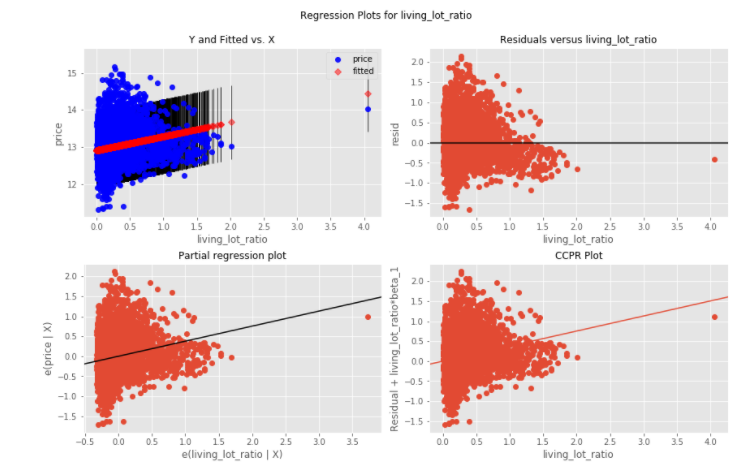 Regression Plots for living_lot_ratio
Y and Fitted vs. X
price
fitted
15
14
13
12
price
0.0 0.5 1.0 1.5 2.0 2.5 3.0 3.5 4.0
living_lot_ratio
Residuals versus living_lot_ratio
2.0
1.5
1.0
0.5
0.0
-0.5
-1.0
-1.5
resid
0.0 0.5 1.0 1.5 2.0 2.5 3.0 3.5 4.0
living_lot_ratio
Partial regression plot
2.0
1.5
1.0
0.5
0.0
-0.5
-1.0
-1.5
e(price | X)
-0.5 0.0 0.5 1.0 1.5 2.0 2.5 3.0 3.5
e(living_lot_ratio | X)
CCPR Plot
2.0
1.5
1.0
0.5
0.0
-0.5
-1.0
-1.5
Residual + living_lot_ratio*beta_1
0.0 0.5 1.0 1.5 2.0 2.5 3.0 3.5 4.0
living_lot_ratio